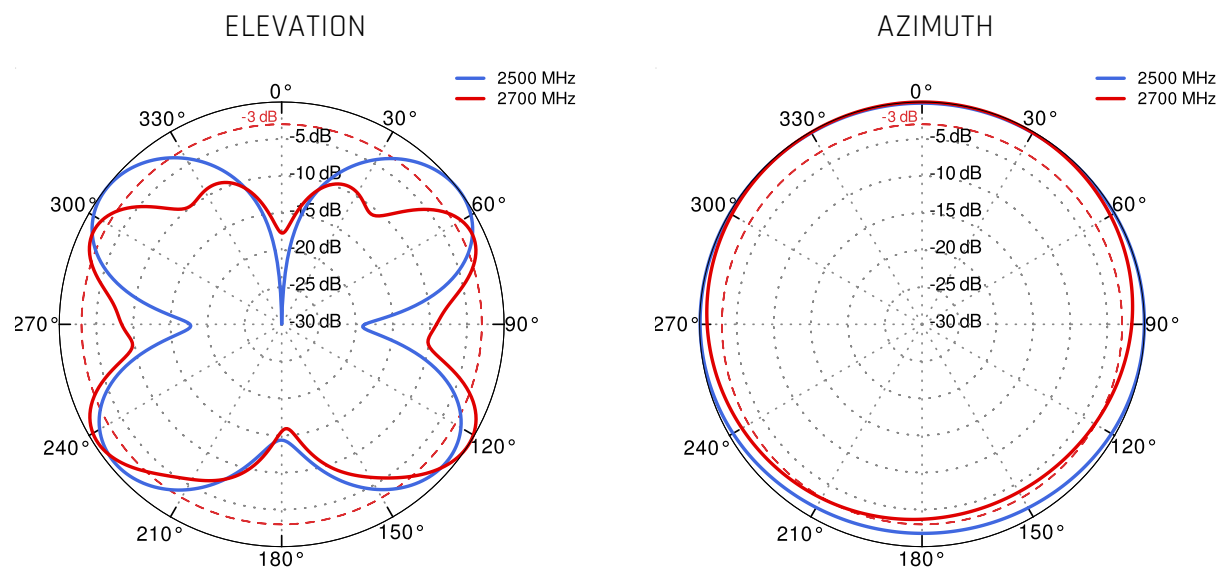 ELEVATION
2500 MHz
2700 MHz
0°
330°
30°
-3 dB
-5 dB
-10 dB
300°
60°
-15 dB
-20 dB
-25 dB
270°
-30 dB
90°
240°
120°
210°
150°
180°
AZIMUTH
2500 MHz
2700 MHz
0°
330°
30°
-3 dB
-5 dB
-10 dB
300°
60°
-15 dB
-20 dB
-25 dB
270°
-30 dB
90°
240°
120°
210°
150°
180°